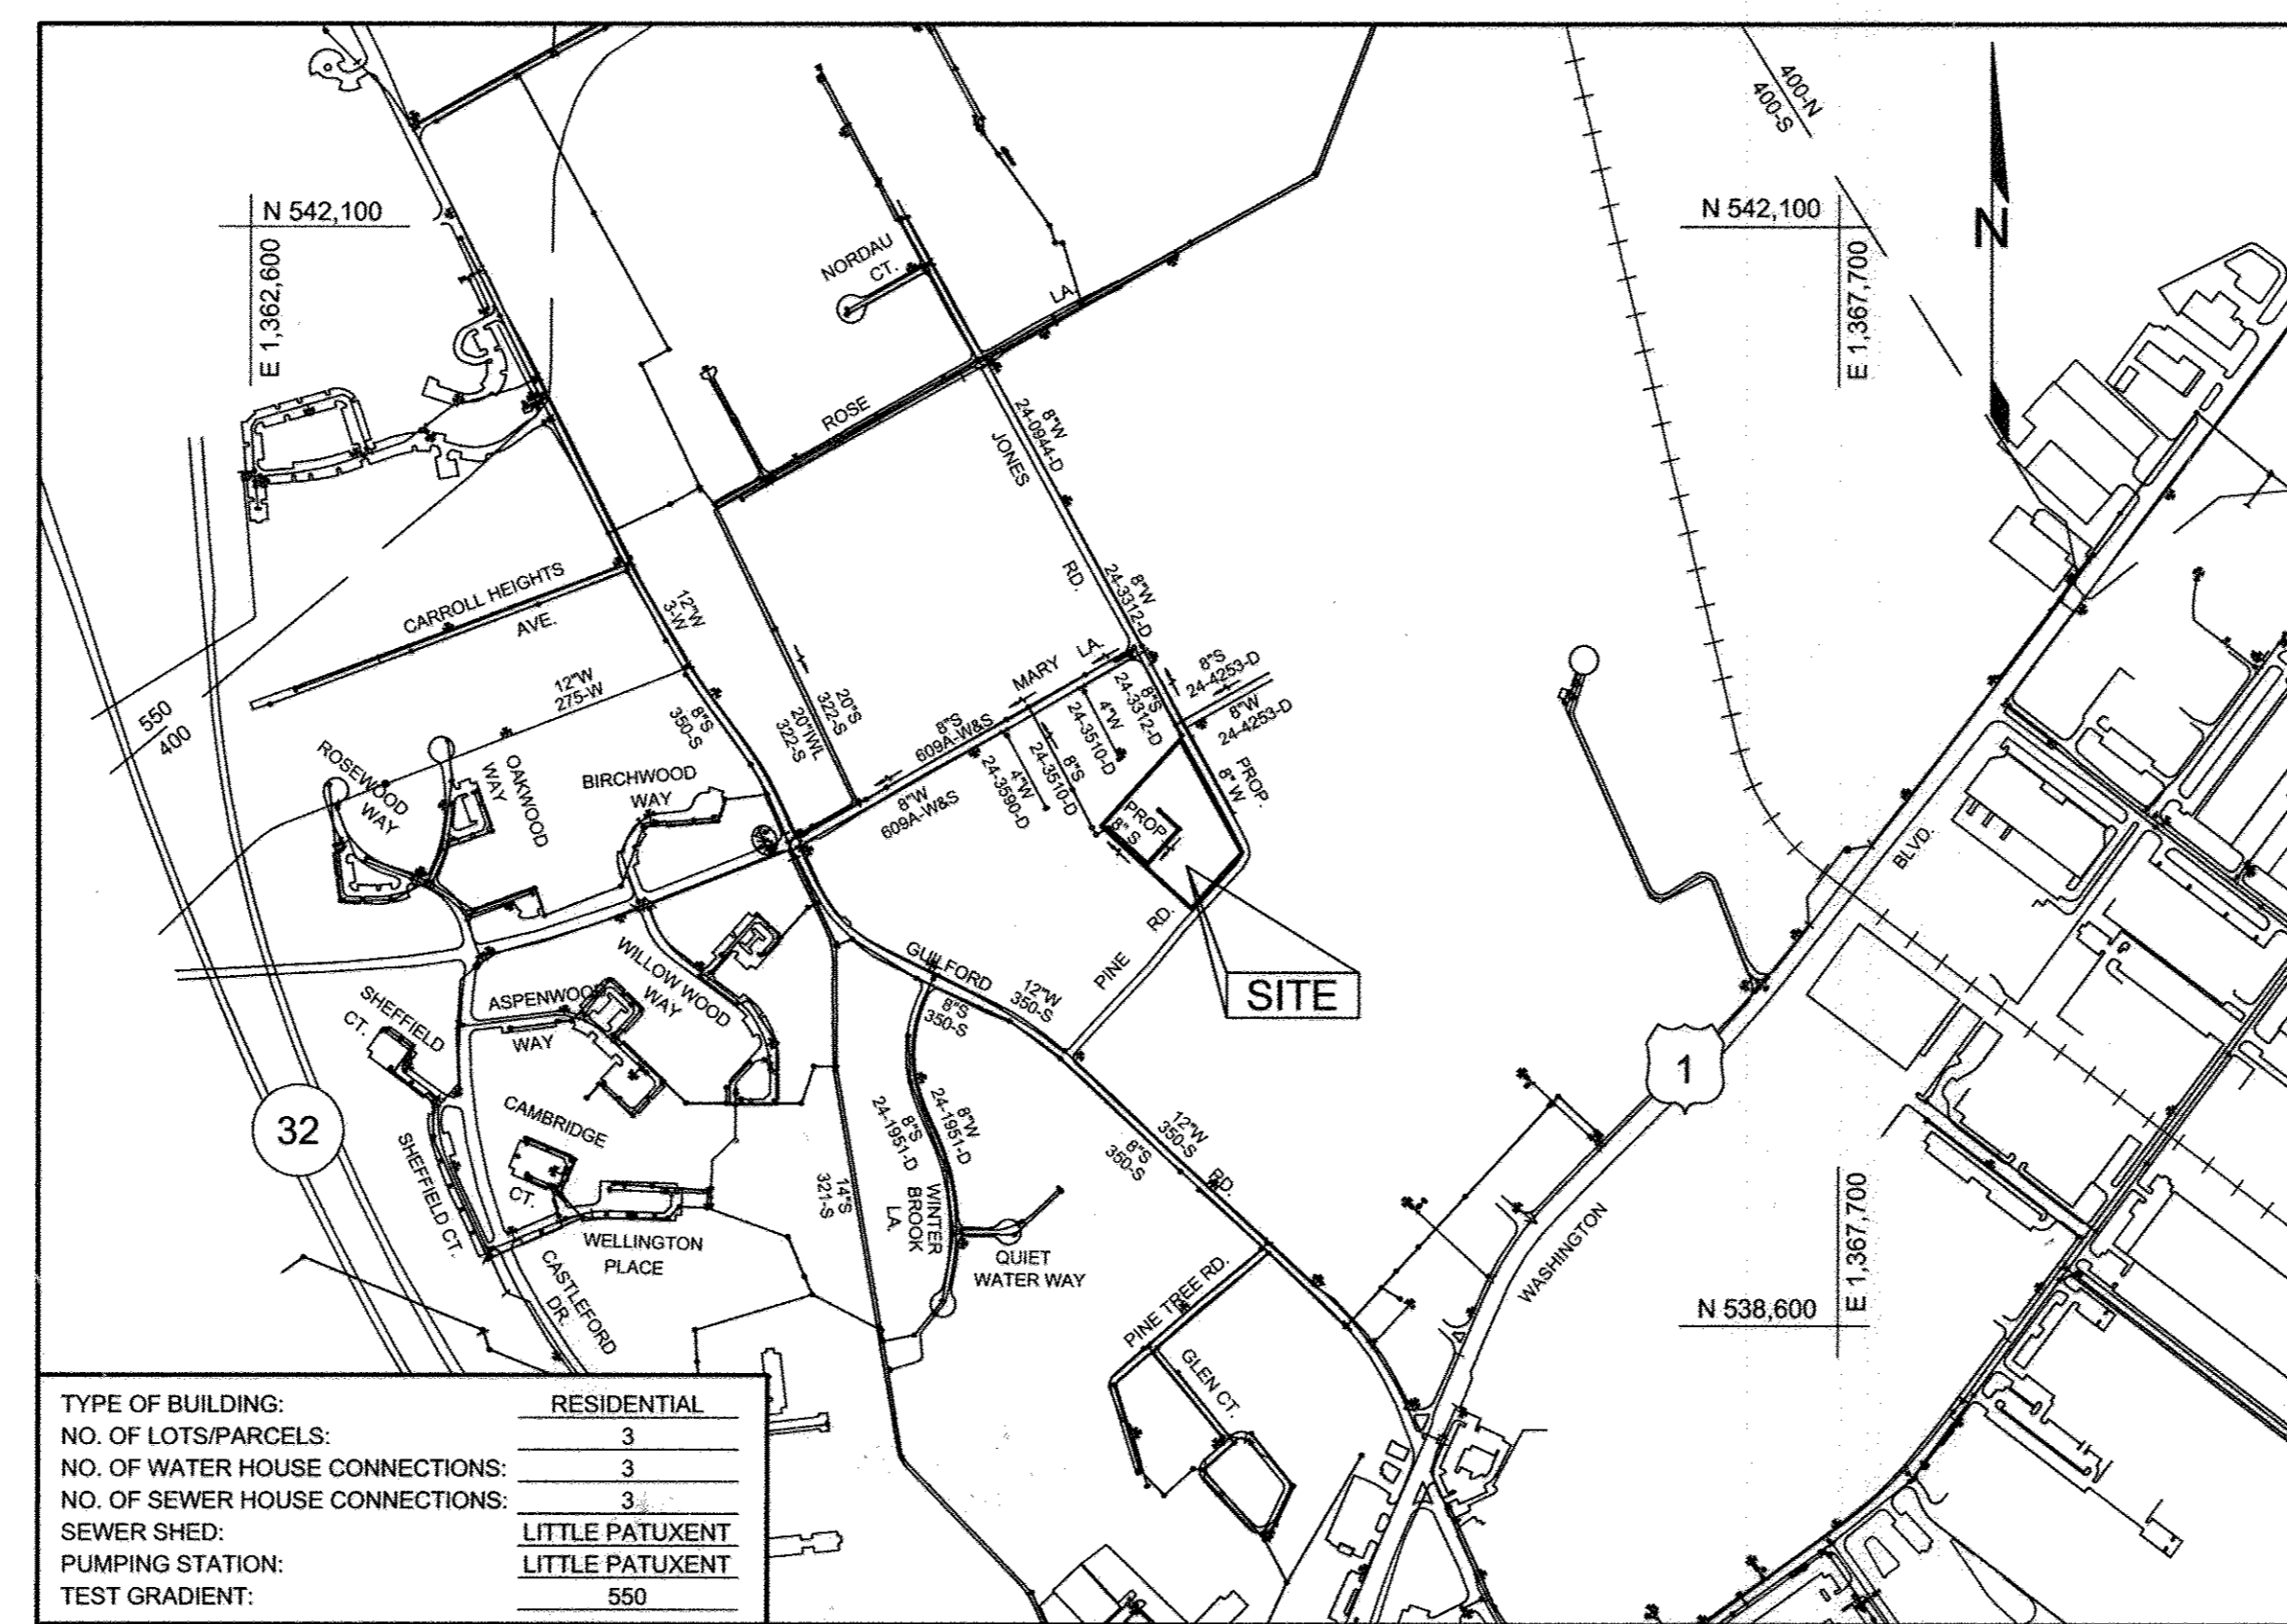 400-N
400-S
N 542,100
E 1,362,600
N 542,100
E 1,367,700
N
NORDAU
CT.
LA.
ROSE
8"W
24-0944-D
JONES
RD.
8"W
24-3312-D
CARROLL HEIGHTS
AVE.
12"W
3-W
12"W
275-W
8"S
350-S
20"S
322-S
20"IWL
322-S
MARY LA.
8"S
609A-W&S
8"W
609A-W&S
8"S
24-3312-D
4"W
24-3510-D
8"S
24-3510-D
4"W
24-3590-D
8"S
24-4253-D
8"W
24-4253-D
PROP.
8" W
PROP
8" S
550
400
ROSEWOOD
WAY
OAKWOOD
WAY
BIRCHWOOD
WAY
WILLOW WOOD
WAY
GUILFORD
12"W
350-S
8"S
350-S
PINE
RD.
SITE
BLVD.
1
SHEFFIELD
CT.
ASPENWOOD
WAY
32
CAMBRIDGE
CT.
SHEFFIELD CT.
WELLINGTON
PLACE
CASTLEFORD
DR.
14"S
321-S
8"S
24-1951-D
8"W
24-1951-D
WINTER
BROOK
LA.
QUIET
WATER WAY
12"W
350-S
8"S
350-S
RD.
PINE TREE RD.
GLEN CT.
WASHINGTON
N 538,600
E 1,367,700
TYPE OF BUILDING: RESIDENTIAL
NO. OF LOTS/PARCELS: 3
NO. OF WATER HOUSE CONNECTIONS: 3
NO. OF SEWER HOUSE CONNECTIONS: 3
SEWER SHED: LITTLE PATUXENT
PUMPING STATION: LITTLE PATUXENT
TEST GRADIENT: 550